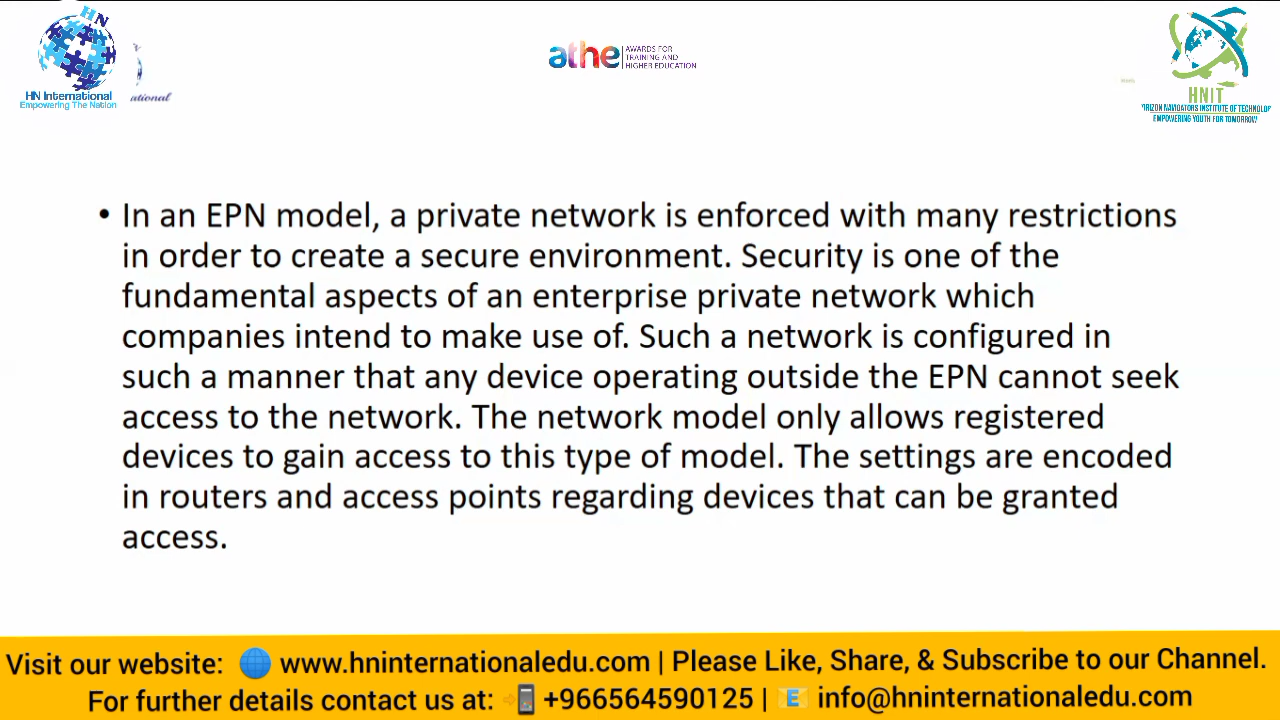 HN
HN International
Empowering The Nation
ational
athe AWARDS FOR
TRAINING AND
HIGHER EDUCATION
HNIT
EMPOWERING YOUTH FOR TOMORROW
• In an EPN model, a private network is enforced with many restrictions
in order to create a secure environment. Security is one of the
fundamental aspects of an enterprise private network which
companies intend to make use of. Such a network is configured in
such a manner that any device operating outside the EPN cannot seek
access to the network. The network model only allows registered
devices to gain access to this type of model. The settings are encoded
in routers and access points regarding devices that can be granted
access.
Visit our website: 🌐 www.hninternationaledu.com | Please Like, Share, & Subscribe to our Channel.
For further details contact us at: 📲 +966564590125 | 📧 info@hninternationaledu.com